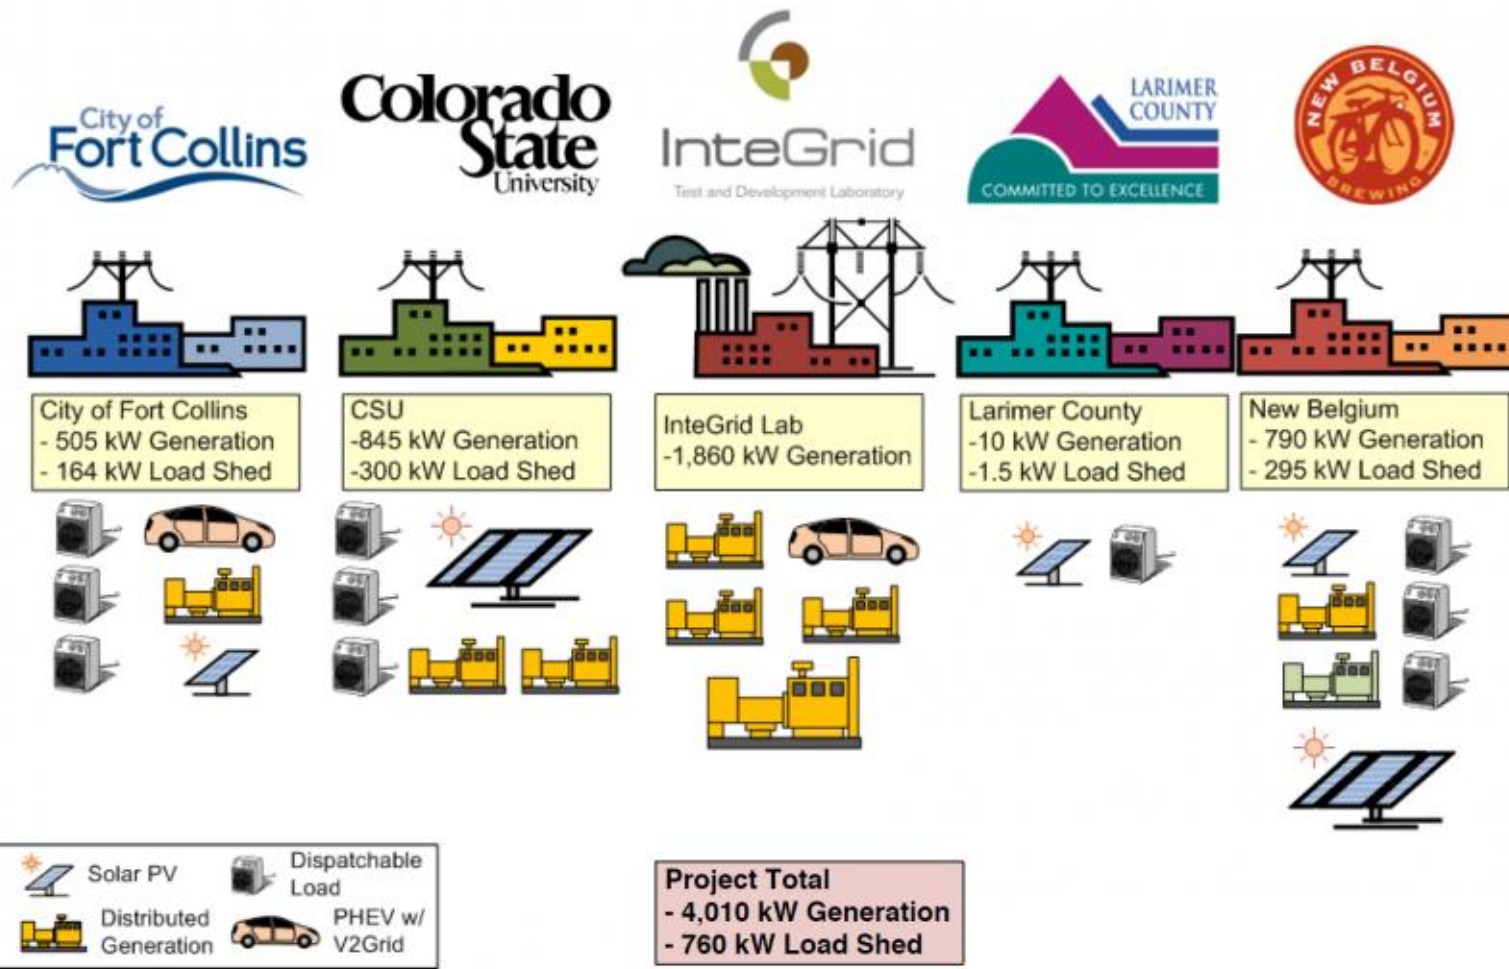 City of
Fort Collins
Colorado
State
University
InteGrid
Test and Development Laboratory
LARIMER
COUNTY
COMMITTED TO EXCELLENCE
NEW BELGIUM
BREWING
City of Fort Collins
- 505 kW Generation
- 164 kW Load Shed
CSU
-845 kW Generation
-300 kW Load Shed
InteGrid Lab
-1,860 kW Generation
Larimer County
-10 kW Generation
-1.5 kW Load Shed
New Belgium
- 790 kW Generation
- 295 kW Load Shed
Solar PV
Dispatchable
Load
Distributed
Generation
PHEV w/
V2Grid
Project Total
- 4,010 kW Generation
- 760 kW Load Shed